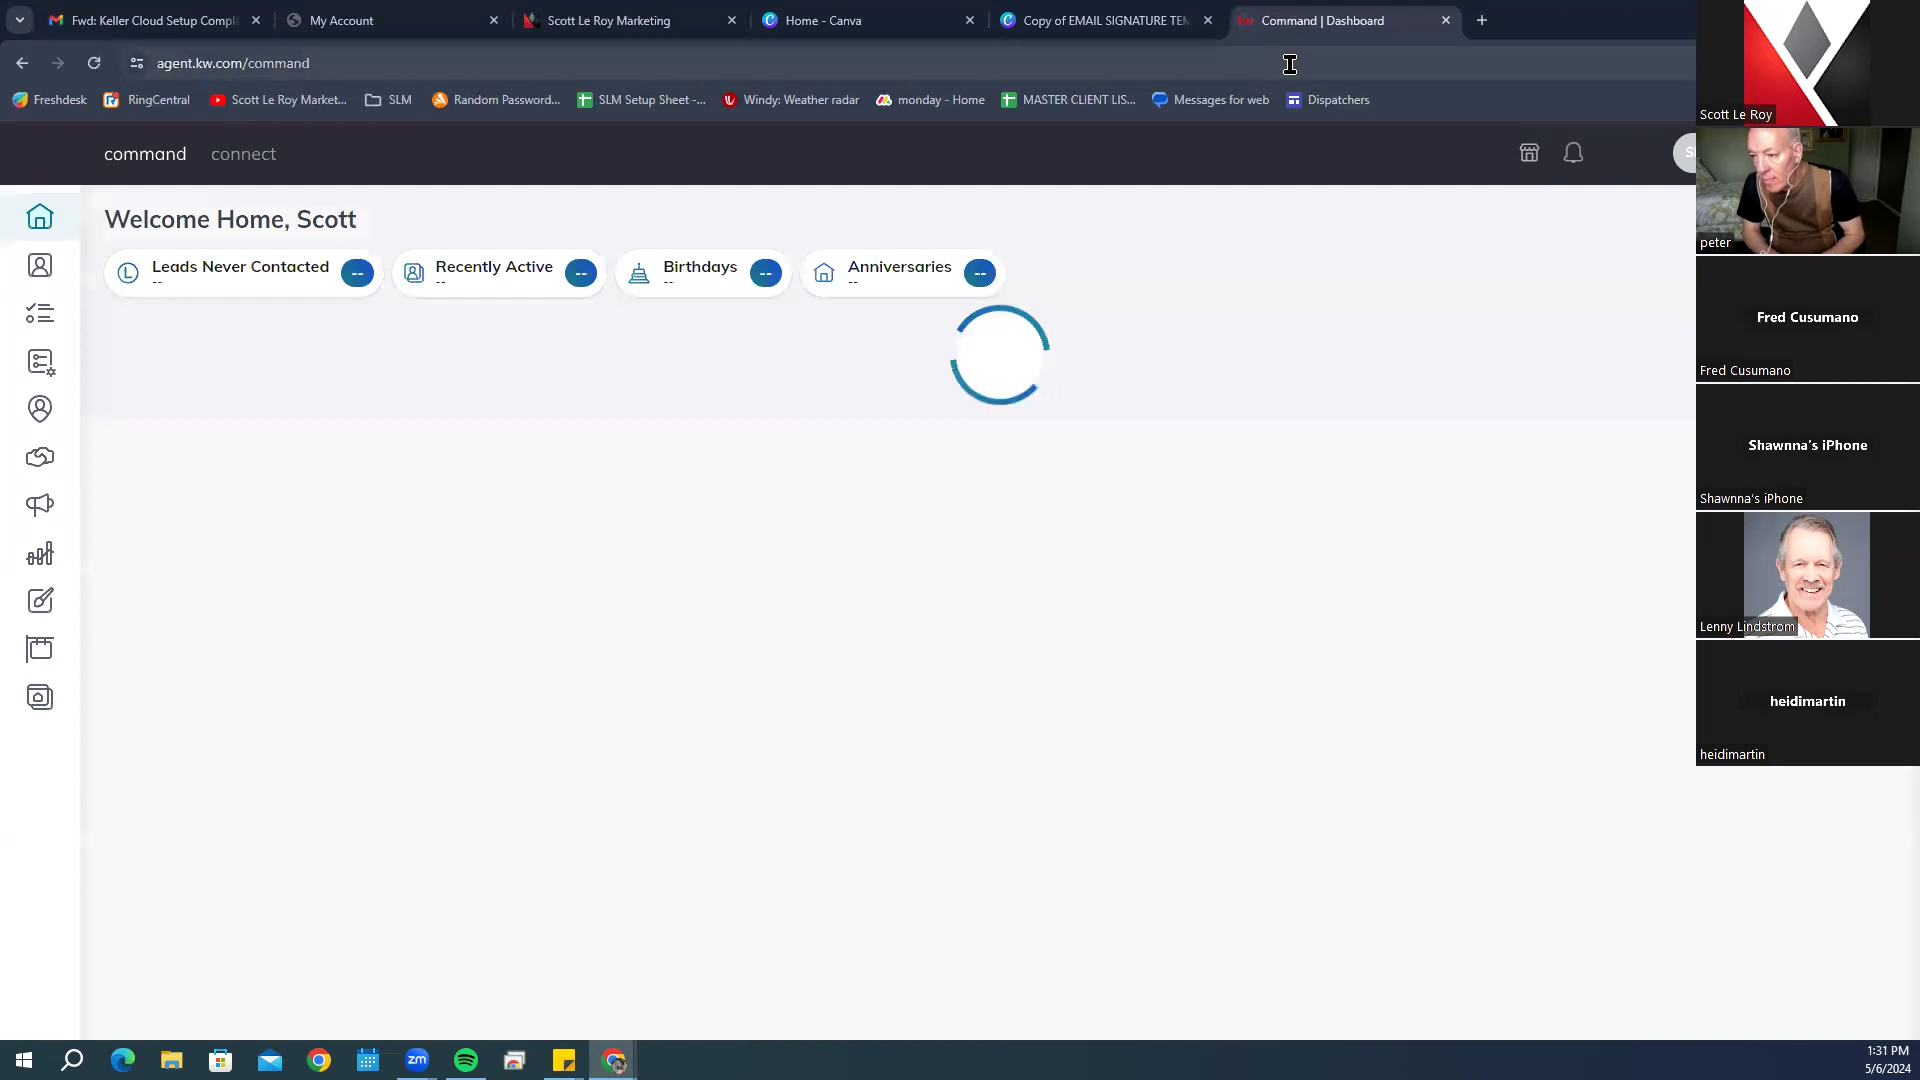 Fwd: Keller Cloud Setup Compl
My Account
Scott Le Roy Marketing
Home - Canva
Copy of EMAIL SIGNATURE TEM
Command | Dashboard
agent.kw.com/command
Freshdesk
RingCentral
Scott Le Roy Market...
SLM
Random Password...
SLM Setup Sheet -...
Windy: Weather radar
monday - Home
MASTER CLIENT LIS...
Messages for web
Dispatchers
command
connect
Welcome Home, Scott
Leads Never Contacted
--
--
Recently Active
--
--
Birthdays
--
--
Anniversaries
--
--
Scott Le Roy
peter
Fred Cusumano
Fred Cusumano
Shawnna's iPhone
Shawnna's iPhone
Lenny Lindstrom
heidimartin
heidimartin
zm
1:31 PM
5/6/2024